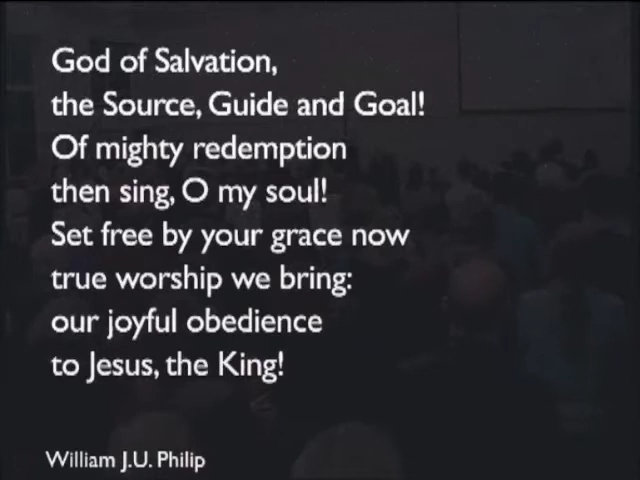 God of Salvation,
the Source, Guide and Goal!
Of mighty redemption
then sing, O my soul!
Set free by your grace now
true worship we bring:
our joyful obedience
to Jesus, the King!
William J.U. Philip